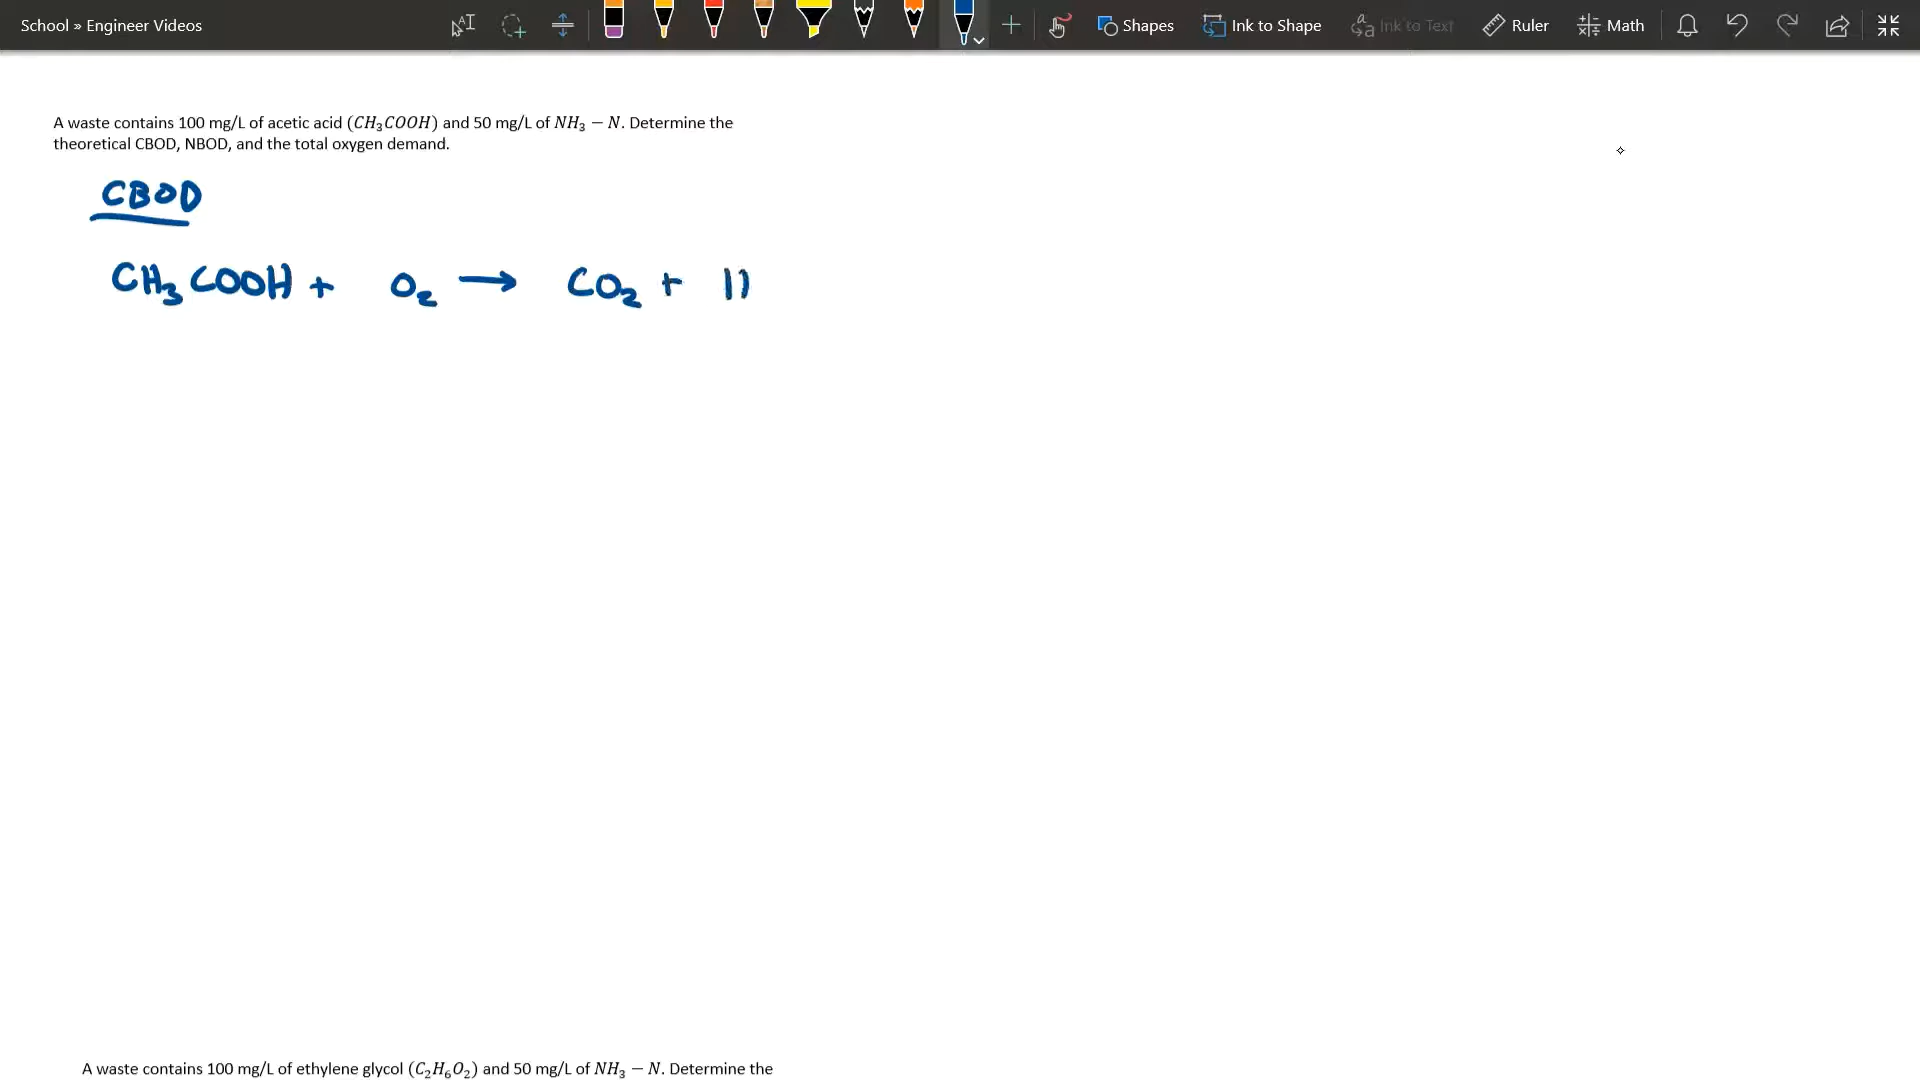 School » Engineer Videos
Shapes Ink to Shape Ink to Text Ruler Math
A waste contains 100 mg/L of acetic acid (CH₃COOH) and 50 mg/L of NH₃ − N. Determine the
theoretical CBOD, NBOD, and the total oxygen demand.
CBOD
CH₃COOH + O₂ → CO₂ +
A waste contains 100 mg/L of ethylene glycol (C₂H₆O₂) and 50 mg/L of NH₃ − N. Determine the